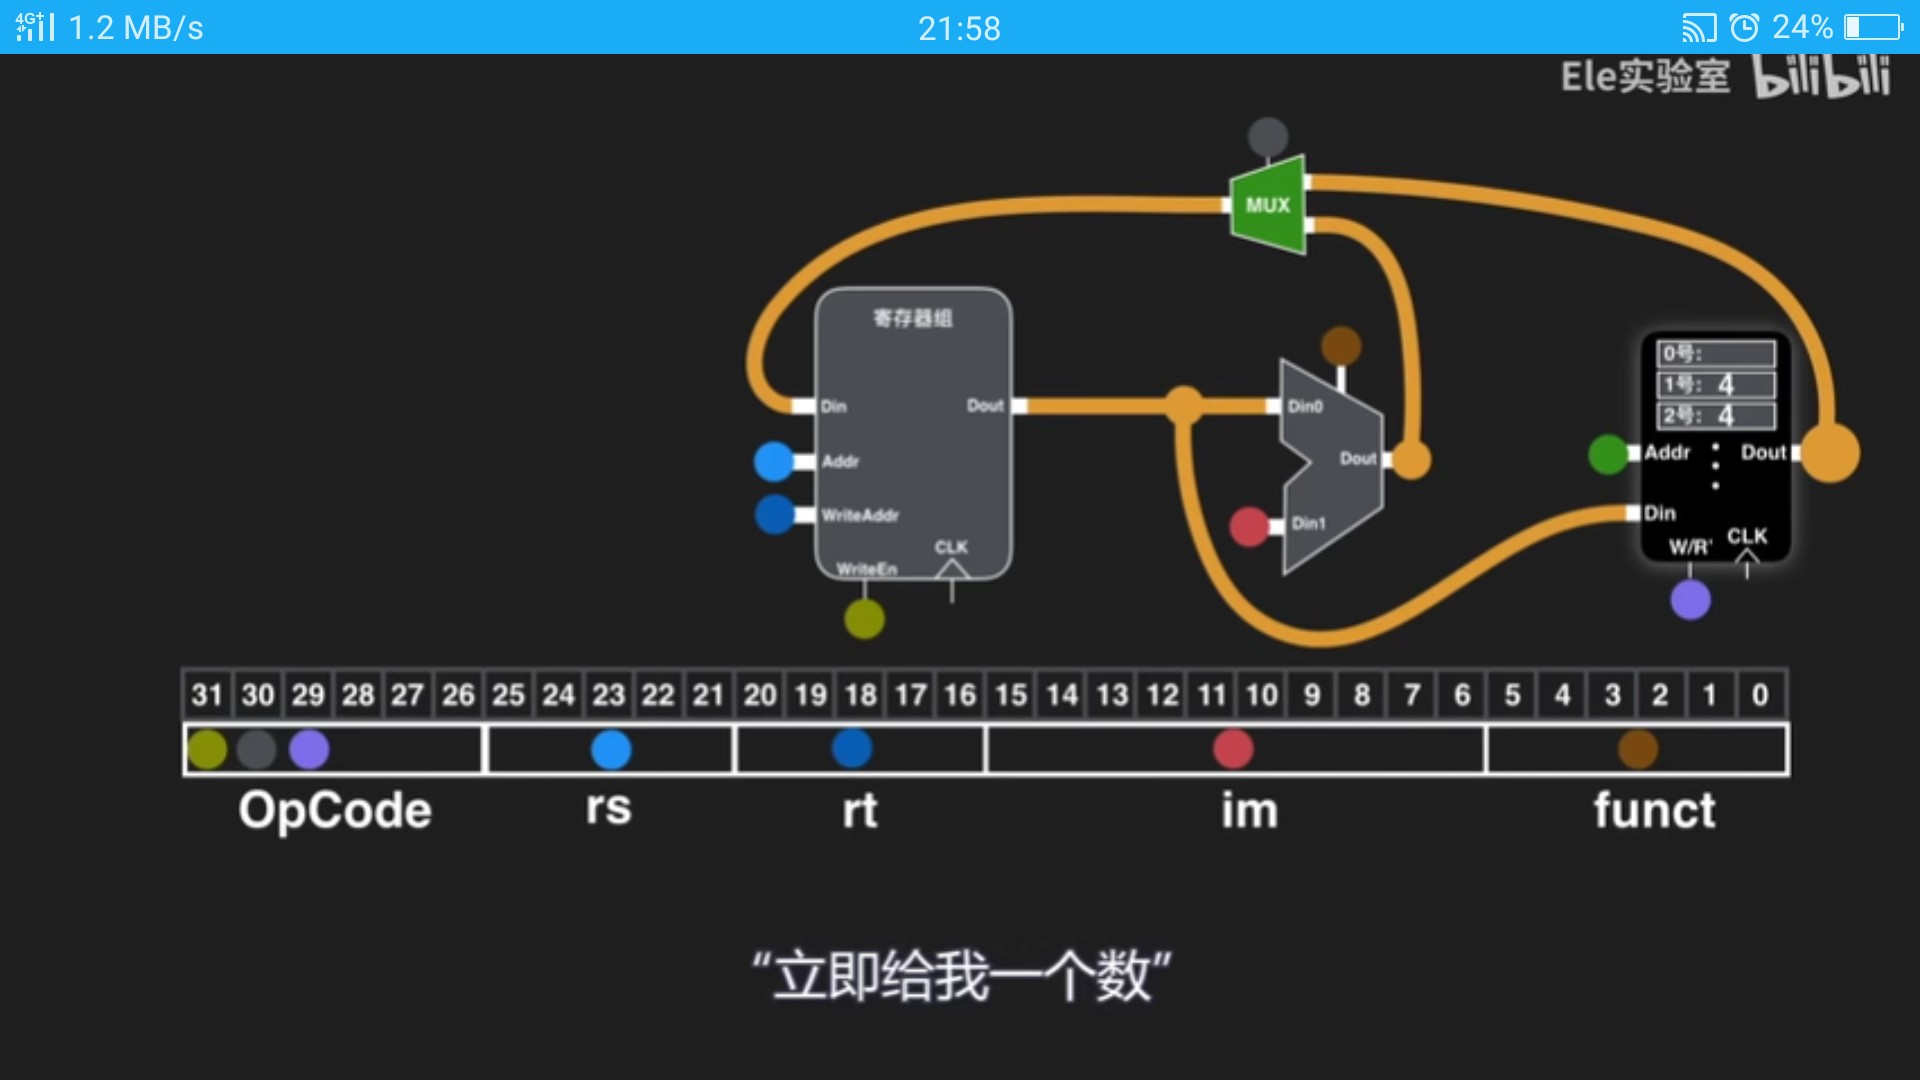 4G+ 1.2 MB/s 21:58 24%
Ele实验室 bilibili
MUX
寄存器组
Din Dout
Addr
WriteAddr
CLK
WriteEn
Din0
Dout
Din1
0号:
1号: 4
2号: 4
Addr Dout
Din
W/R' CLK
31 30 29 28 27 26 25 24 23 22 21 20 19 18 17 16 15 14 13 12 11 10 9 8 7 6 5 4 3 2 1 0
OpCode rs rt im funct
“立即给我一个数”